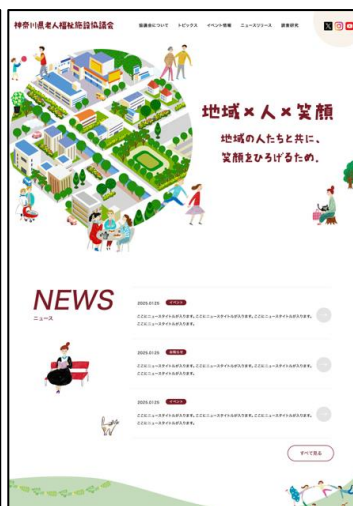 神奈川県老人福祉施設協議会
協議会について トピックス イベント情報 ニュースリリース 調査研究
地域×人×笑顔
地域の人たちと共に、
笑顔をひろげるため。
NEWS
ニュース
2025.01.25 イベント
ここにニュースタイトルが入ります。ここにニュースタイトルが入ります。ここにニュースタイトルが入ります。
ここにニュースタイトルが入ります。
2025.01.25 お知らせ
ここにニュースタイトルが入ります。ここにニュースタイトルが入ります。ここにニュースタイトルが入ります。
ここにニュースタイトルが入ります。
2025.01.25 イベント
ここにニュースタイトルが入ります。ここにニュースタイトルが入ります。ここにニュースタイトルが入ります。
ここにニュースタイトルが入ります。
すべて見る